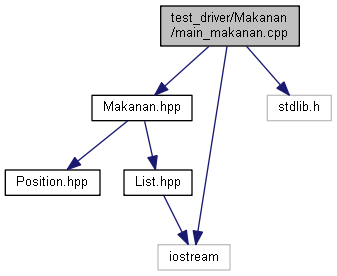 test_driver/Makanan
/main_makanan.cpp
Makanan.hpp
stdlib.h
Position.hpp
List.hpp
iostream